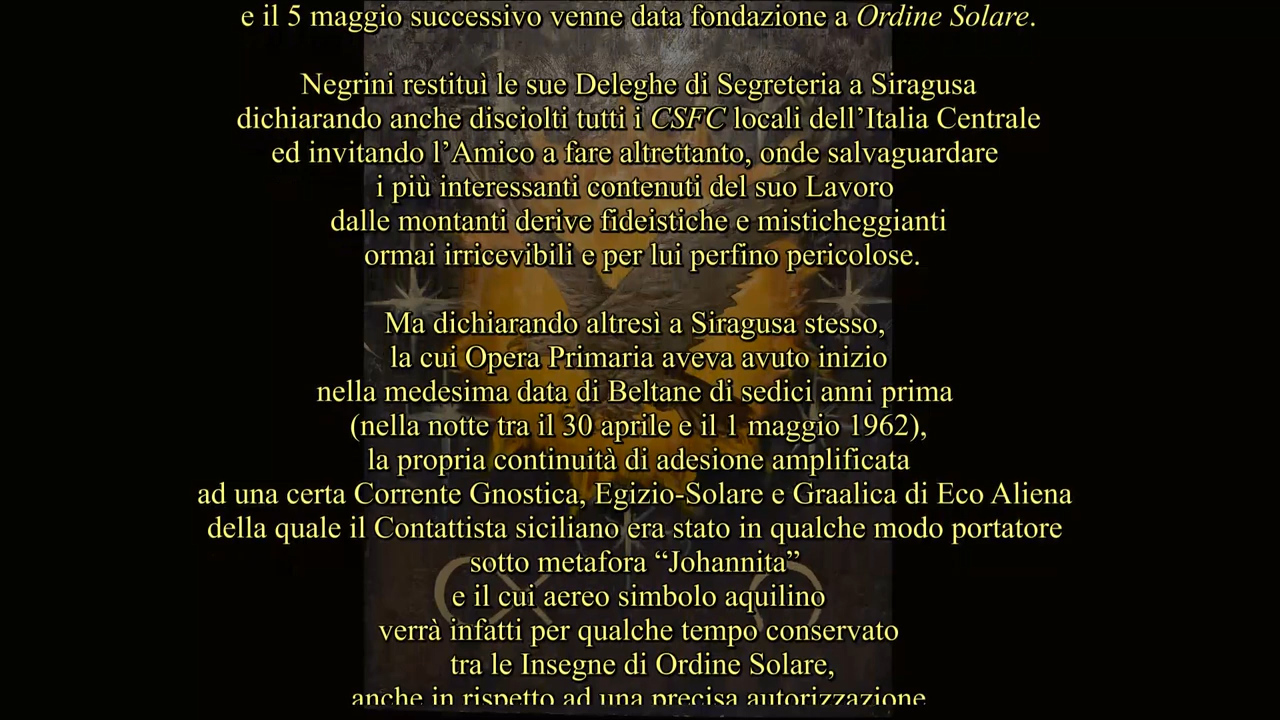 e il 5 maggio successivo venne data fondazione a Ordine Solare.
Negrini restituì le sue Deleghe di Segreteria a Siragusa
dichiarando anche disciolti tutti i CSFC locali dell’Italia Centrale
ed invitando l’Amico a fare altrettanto, onde salvaguardare
i più interessanti contenuti del suo Lavoro
dalle montanti derive fideistiche e misticheggianti
ormai irricevibili e per lui perfino pericolose.
Ma dichiarando altresì a Siragusa stesso,
la cui Opera Primaria aveva avuto inizio
nella medesima data di Beltane di sedici anni prima
(nella notte tra il 30 aprile e il 1 maggio 1962),
la propria continuità di adesione amplificata
ad una certa Corrente Gnostica, Egizio-Solare e Graalica di Eco Aliena
della quale il Contattista siciliano era stato in qualche modo portatore
sotto metafora “Johannita”
e il cui aereo simbolo aquilino
verrà infatti per qualche tempo conservato
tra le Insegne di Ordine Solare,
anche in rispetto ad una precisa autorizzazione